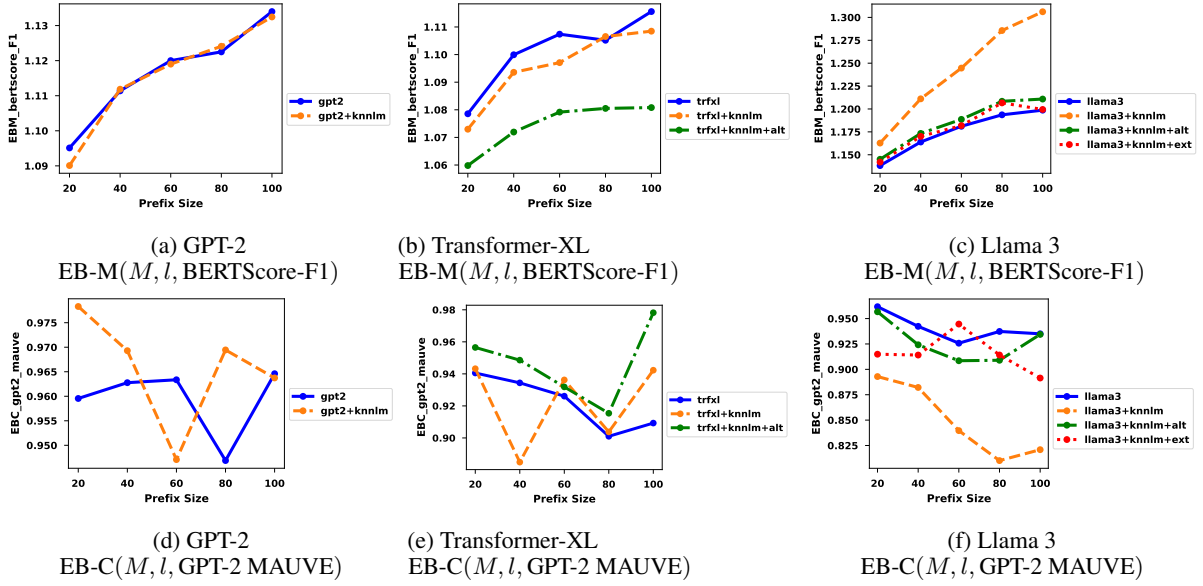 1.13
1.12
1.11
1.10
1.09
EBM_bertscore_F1
20 40 60 80 100
Prefix Size
gpt2
gpt2+knnlm
(a) GPT-2
EB-M(M, l, BERTScore-F1)
1.11
1.10
1.09
1.08
1.07
1.06
EBM_bertscore_F1
20 40 60 80 100
Prefix Size
trfxl
trfxl+knnlm
trfxl+knnlm+alt
(b) Transformer-XL
EB-M(M, l, BERTScore-F1)
1.300
1.275
1.250
1.225
1.200
1.175
1.150
EBM_bertscore_F1
20 40 60 80 100
Prefix Size
llama3
llama3+knnlm
llama3+knnlm+alt
llama3+knnlm+ext
(c) Llama 3
EB-M(M, l, BERTScore-F1)
0.975
0.970
0.965
0.960
0.955
0.950
EBC_gpt2_mauve
20 40 60 80 100
Prefix Size
gpt2
gpt2+knnlm
(d) GPT-2
EB-C(M, l, GPT-2 MAUVE)
0.98
0.96
0.94
0.92
0.90
EBC_gpt2_mauve
20 40 60 80 100
Prefix Size
trfxl
trfxl+knnlm
trfxl+knnlm+alt
(e) Transformer-XL
EB-C(M, l, GPT-2 MAUVE)
0.950
0.925
0.900
0.875
0.850
0.825
EBC_gpt2_mauve
20 40 60 80 100
Prefix Size
llama3
llama3+knnlm
llama3+knnlm+alt
llama3+knnlm+ext
(f) Llama 3
EB-C(M, l, GPT-2 MAUVE)